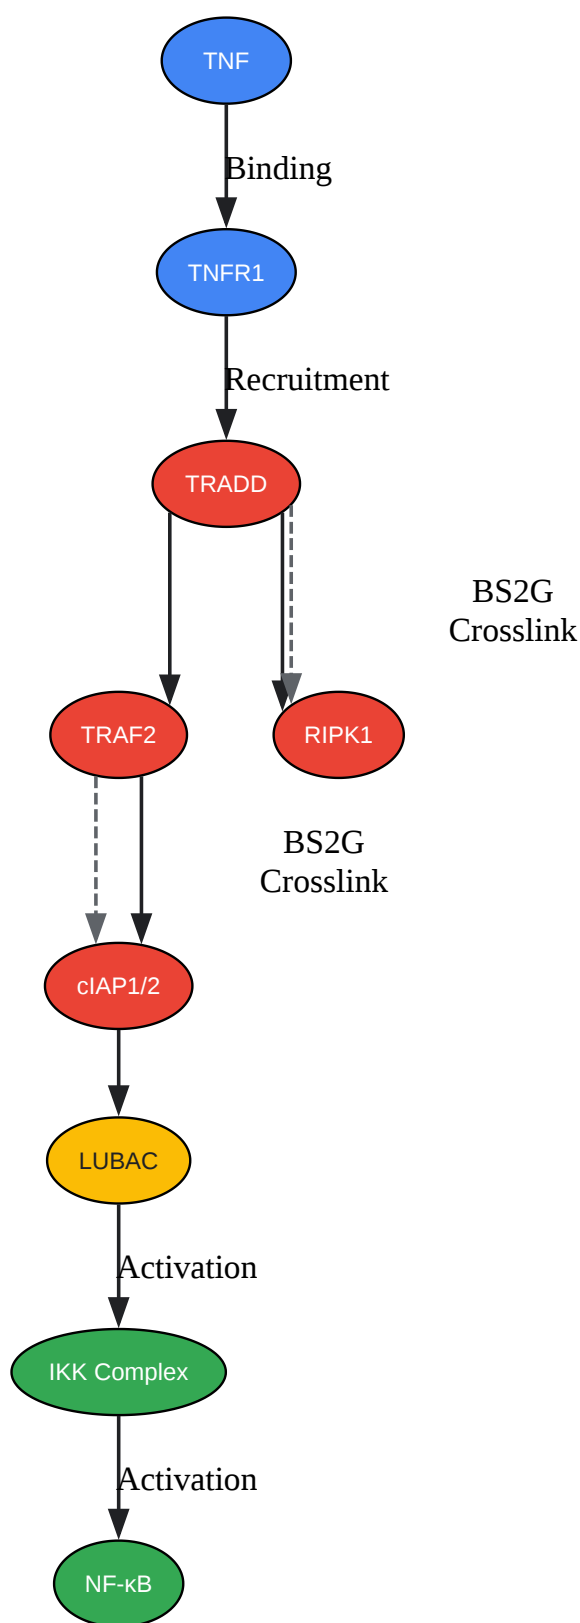 TNF
Binding
TNFR1
Recruitment
TRADD
BS2G
Crosslink
TRAF2
RIPK1
BS2G
Crosslink
cIAP1/2
LUBAC
Activation
IKK Complex
Activation
NF-κB